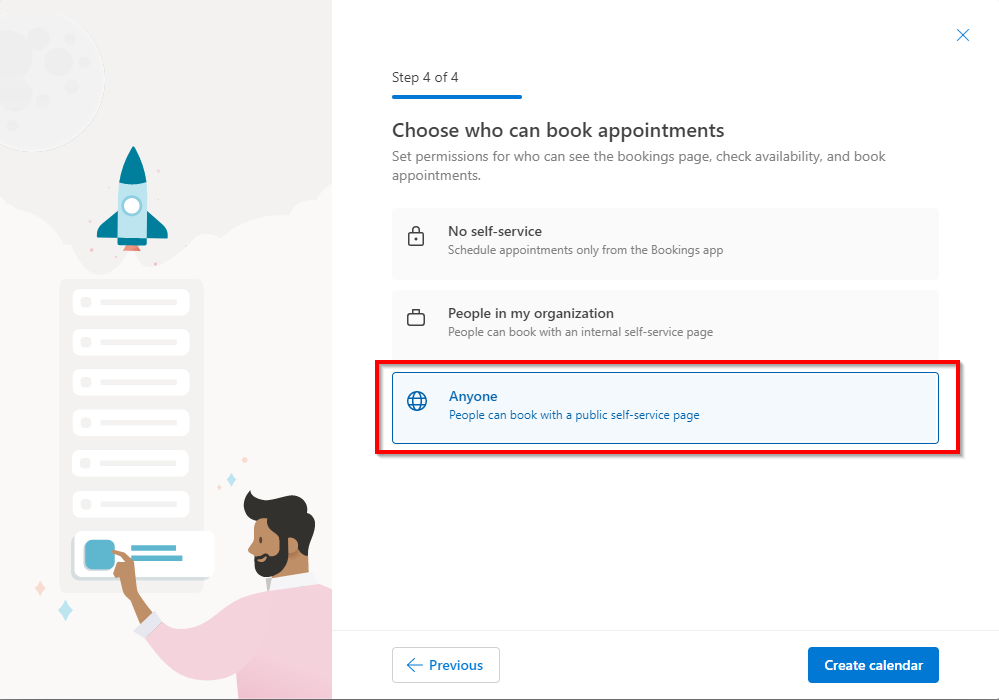 Step 4 of 4
Choose who can book appointments
Set permissions for who can see the bookings page, check availability, and book
appointments.
No self-service
Schedule appointments only from the Bookings app
People in my organization
People can book with an internal self-service page
Anyone
People can book with a public self-service page
Previous
Create calendar